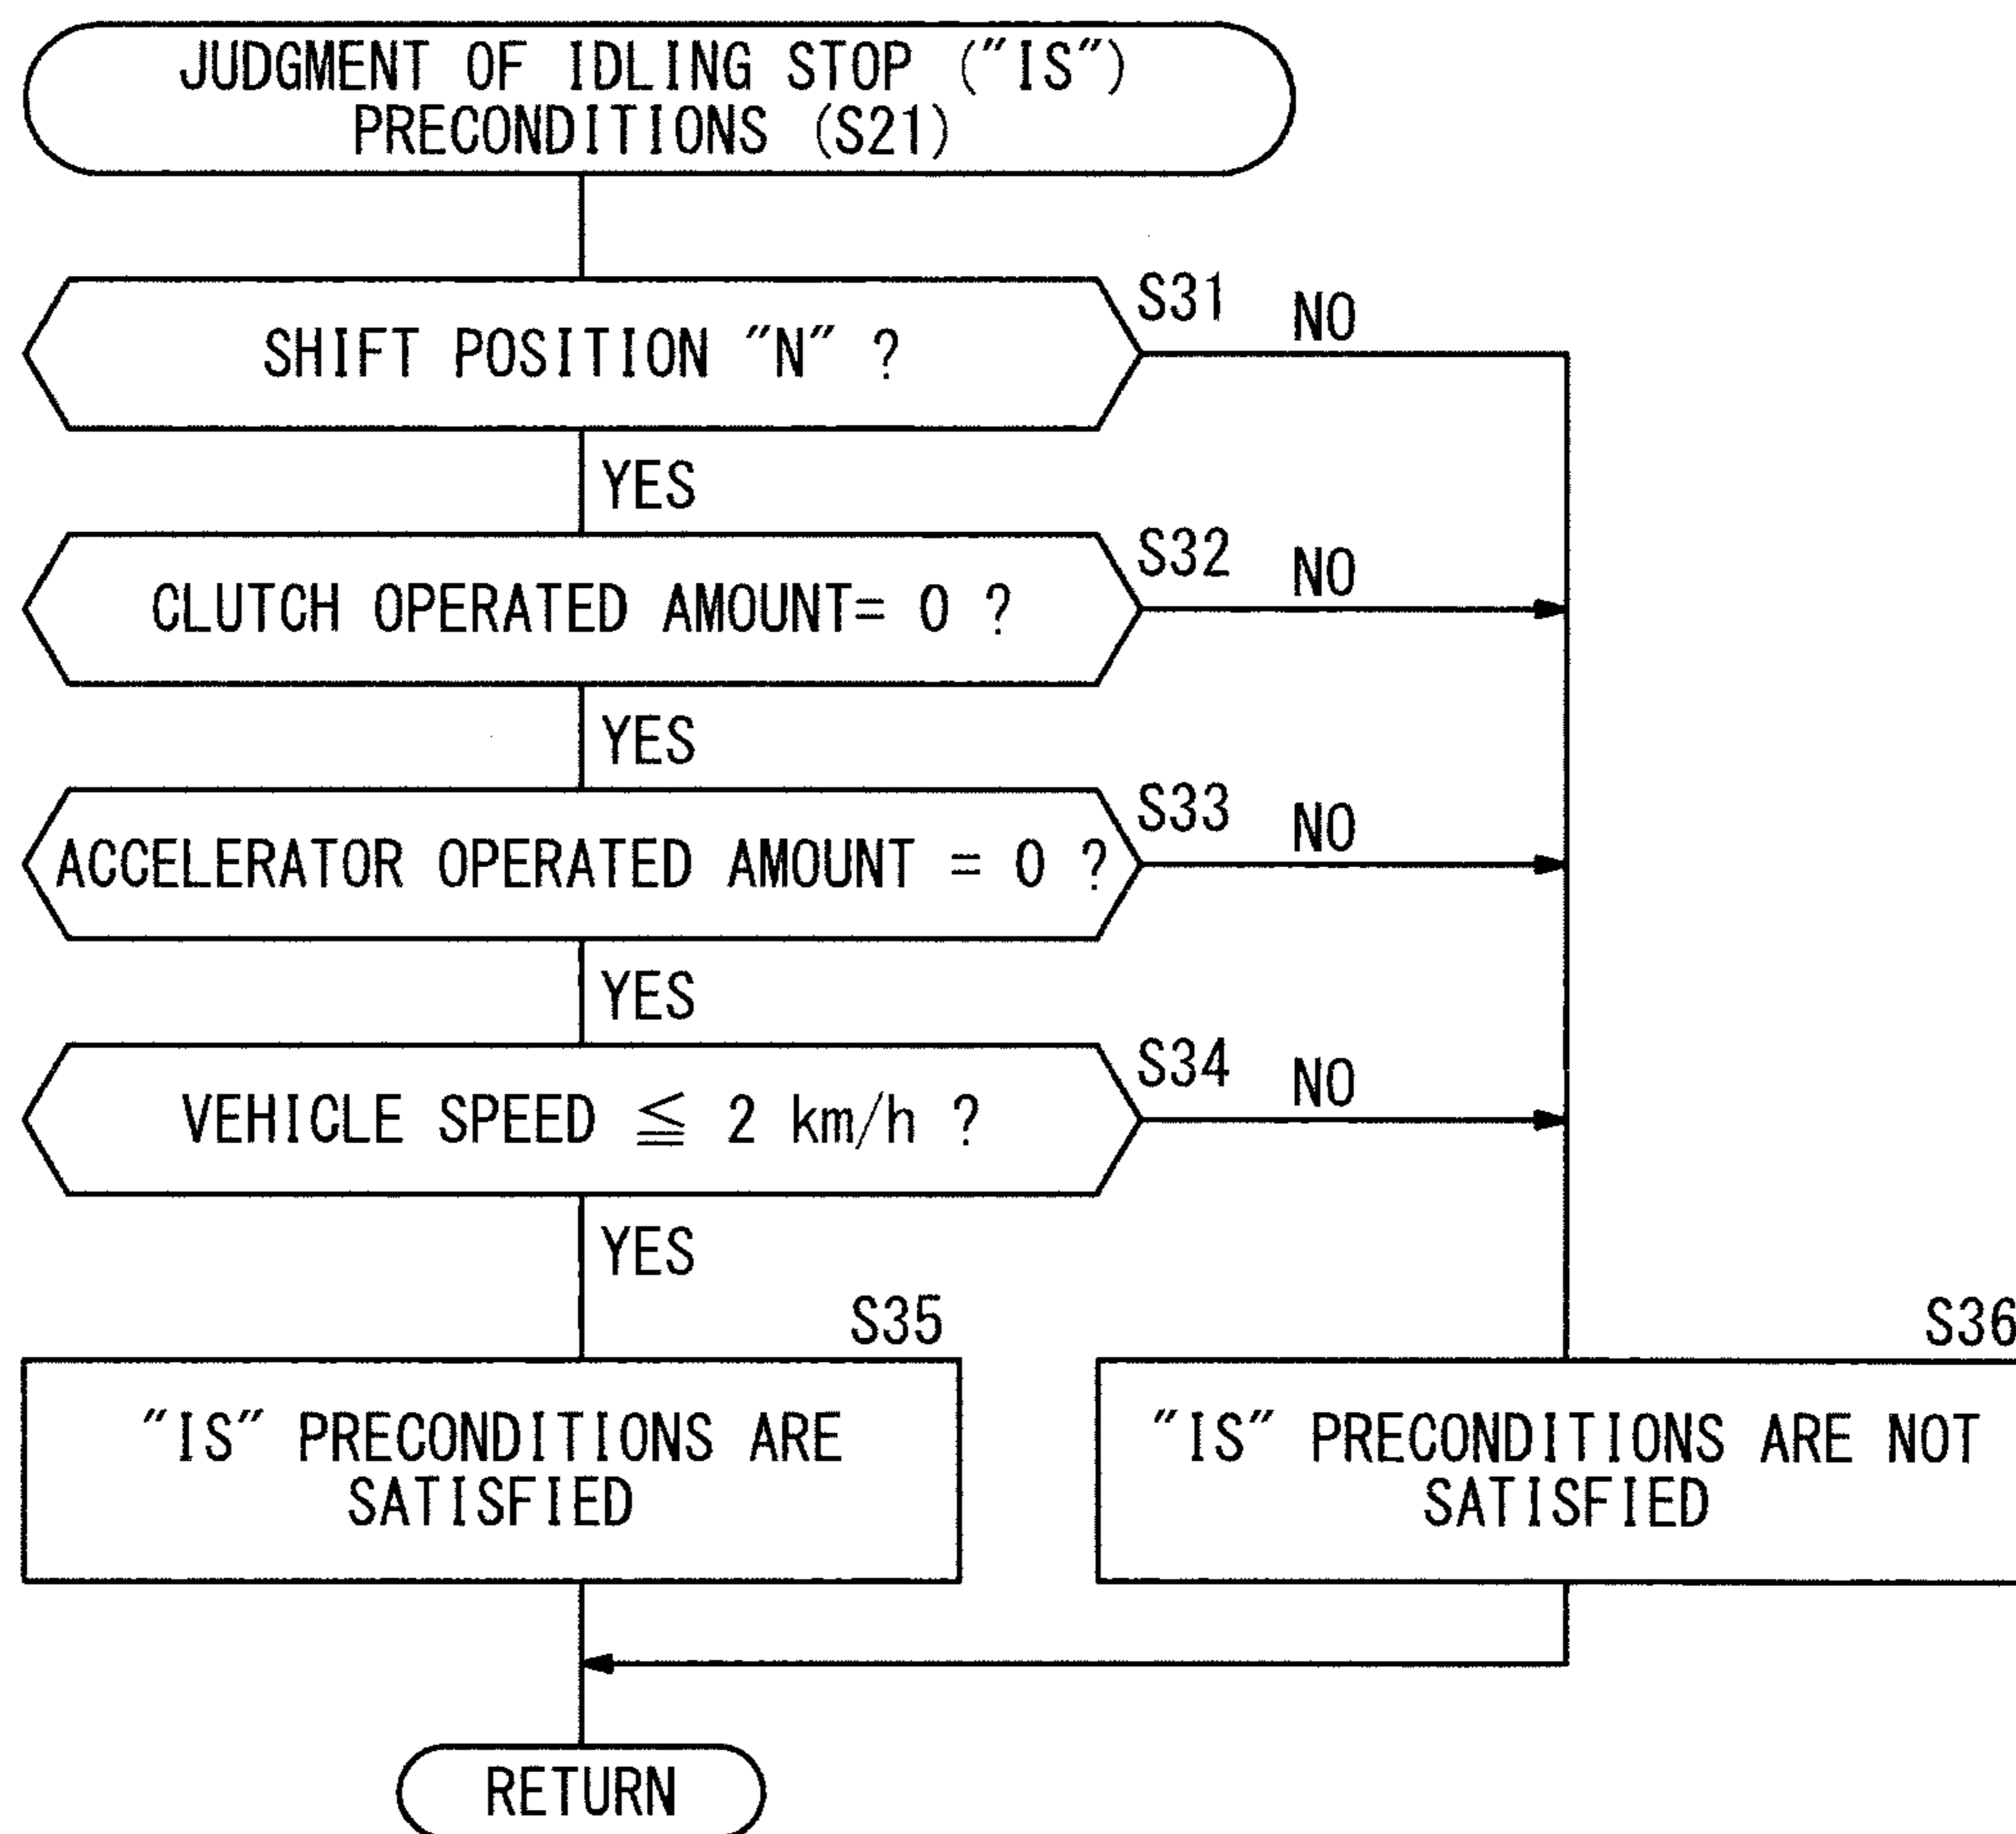 JUDGMENT OF IDLING STOP ("IS")
PRECONDITIONS (S21)
S31
NO
SHIFT POSITION "N" ?
YES
S32
NO
CLUTCH OPERATED AMOUNT= 0 ?
YES
S33
NO
ACCELERATOR OPERATED AMOUNT = 0 ?
YES
S34
NO
VEHICLE SPEED ≦ 2 km/h ?
YES
S35
"IS" PRECONDITIONS ARE
SATISFIED
S36
"IS" PRECONDITIONS ARE NOT
SATISFIED
RETURN